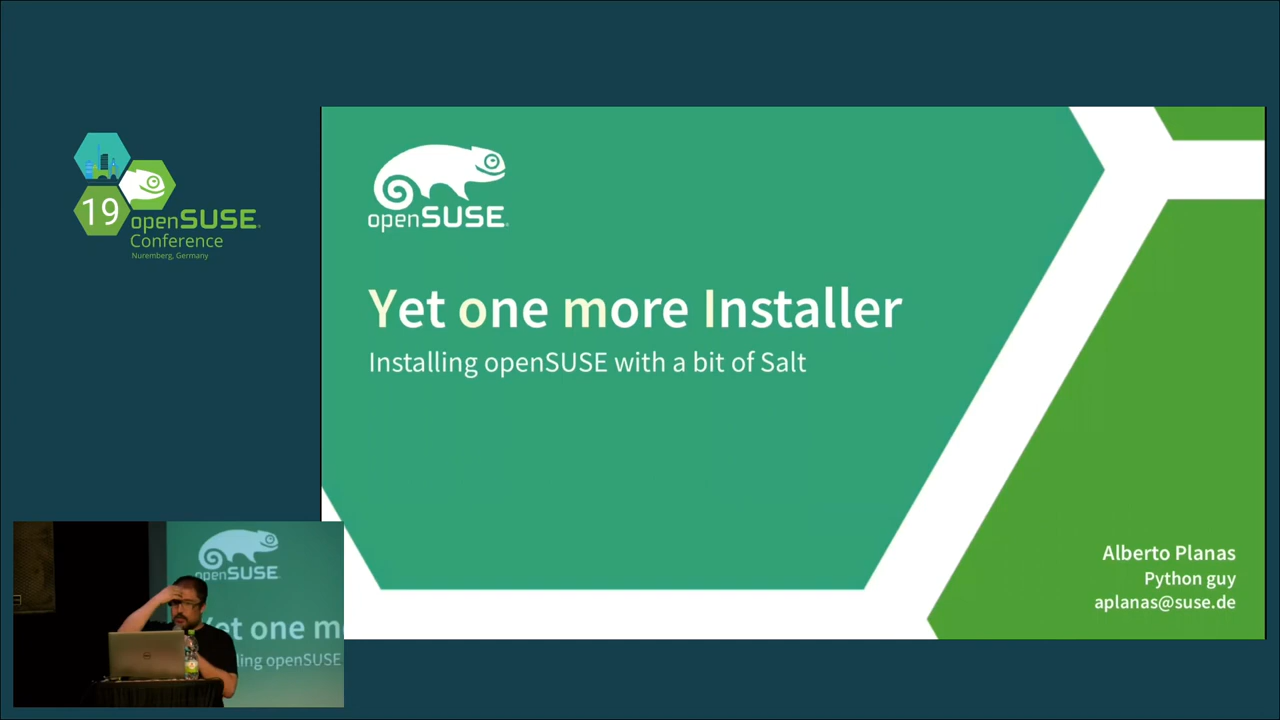 19
openSUSE
Conference
Nuremberg, Germany
openSUSE
Yet one more Installer
Installing openSUSE with a bit of Salt
Alberto Planas
Python guy
aplanas@suse.de
openSUSE
Yet one m
ling openSUSE